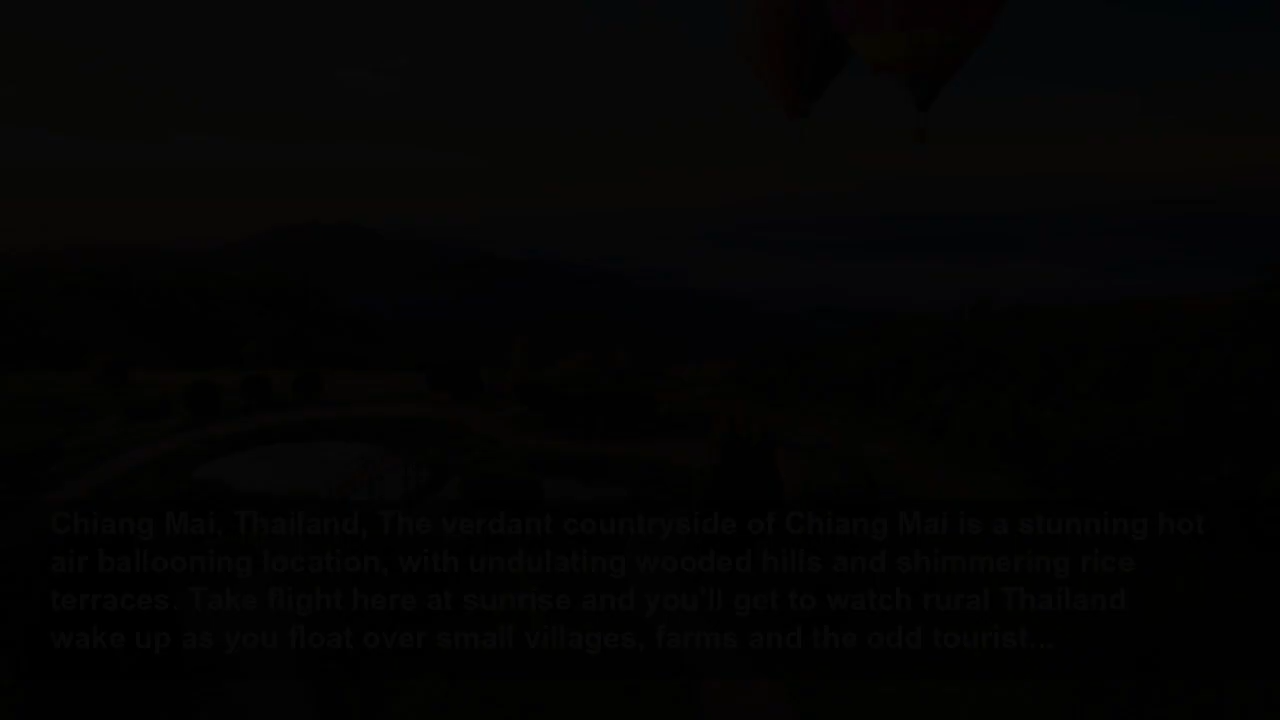 Chiang Mai, Thailand, The verdant countryside of Chiang Mai is a stunning hot
air ballooning location, with undulating wooded hills and shimmering rice
terraces. Take flight here at sunrise and you'll get to watch rural Thailand
wake up as you float over small villages, farms and the odd tourist...